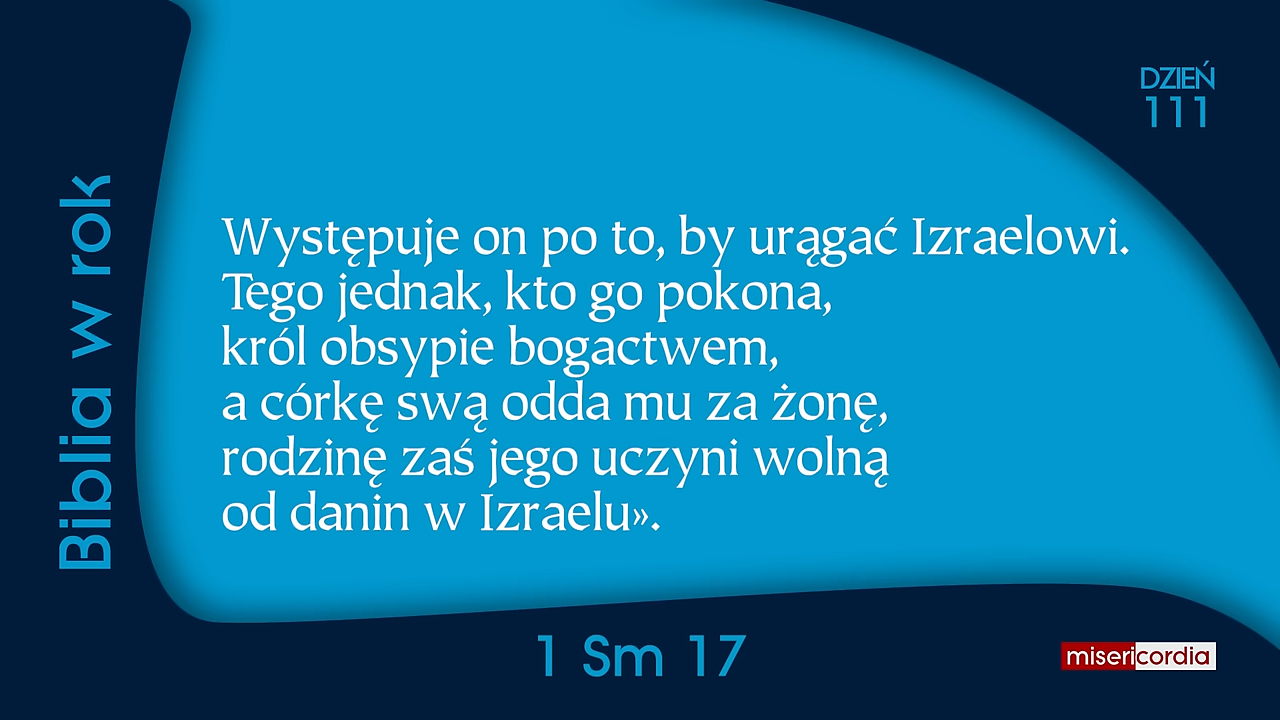 DZIEŃ
111
Biblia w rok
Występuje on po to, by urągać Izraelowi.
Tego jednak, kto go pokona,
król obsypie bogactwem,
a córkę swą odda mu za żonę,
rodzinę zaś jego uczyni wolną
od danin w Izraelu».
1 Sm 17
misericordia